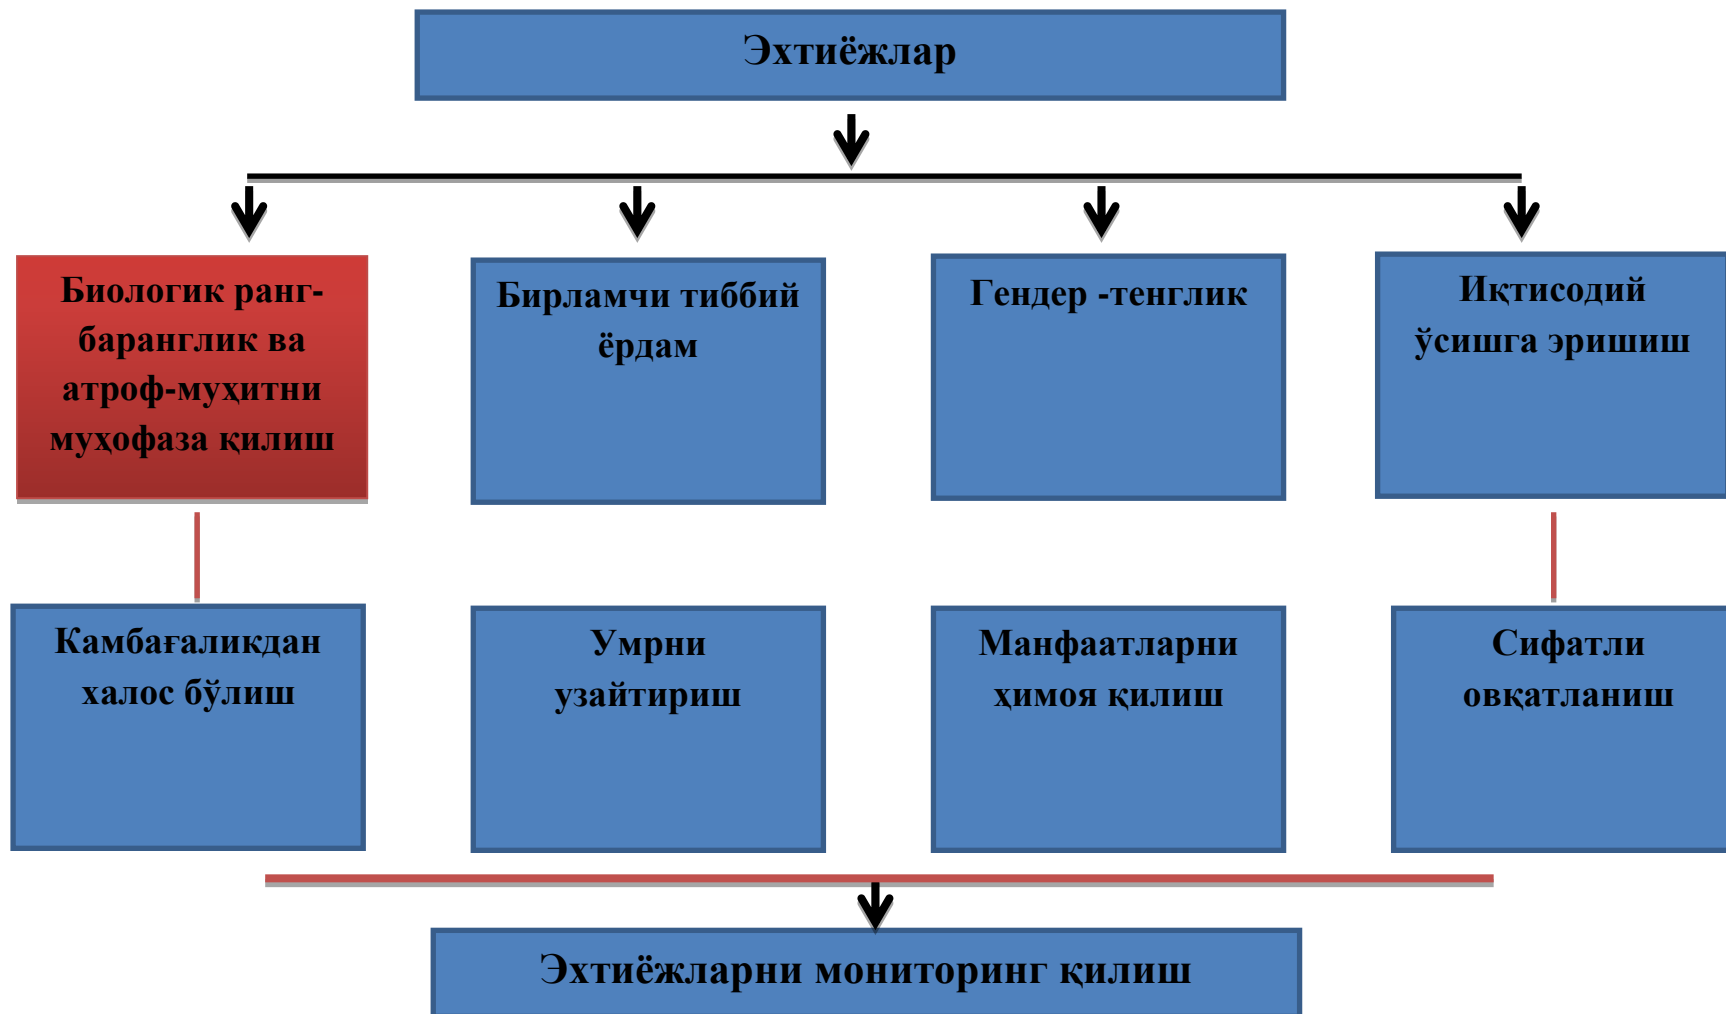 Эхтиёжлар
Биологик ранг-
баранглик ва
атроф-муҳитни
муҳофаза қилиш
Бирламчи тиббий
ёрдам
Гендер -тенглик
Иқтисодий
ўсишга эришиш
Камбағаликдан
халос бўлиш
Умрни
узайтириш
Манфаатларни
ҳимоя қилиш
Сифатли
овқатланиш
Эхтиёжларни мониторинг қилиш